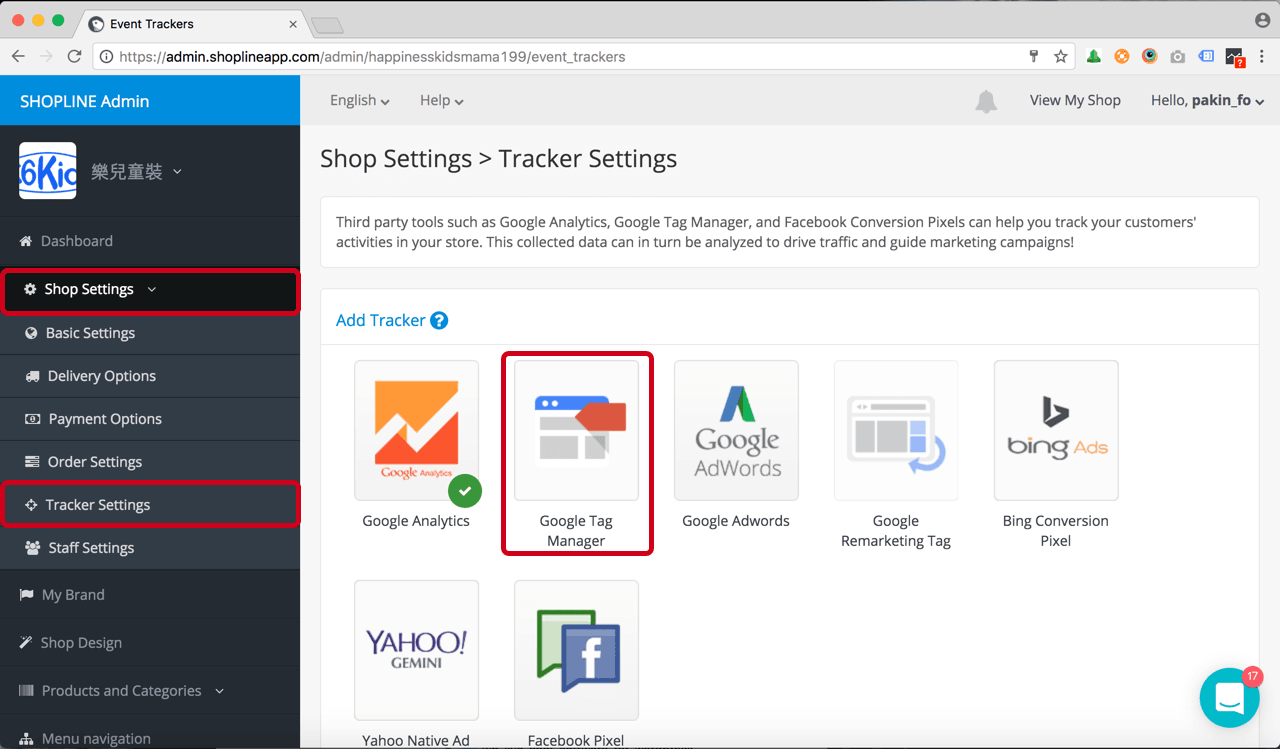 Event Trackers
https://admin.shoplineapp.com/admin/happinesskidsmama199/event_trackers
SHOPLINE Admin
English
Help
View My Shop
Hello, pakin_fo
6Kid
樂兒童裝
Dashboard
Shop Settings
Basic Settings
Delivery Options
Payment Options
Order Settings
Tracker Settings
Staff Settings
My Brand
Shop Design
Products and Categories
Menu navigation
Shop Settings > Tracker Settings
Third party tools such as Google Analytics, Google Tag Manager, and Facebook Conversion Pixels can help you track your customers'
activities in your store. This collected data can in turn be analyzed to drive traffic and guide marketing campaigns!
Add Tracker ?
Google Analytics
Google Analytics
Google Tag
Manager
Google
AdWords
Google Adwords
Google
Remarketing Tag
bing Ads
Bing Conversion
Pixel
YAHOO!
GEMINI
Yahoo Native Ad
f
Facebook Pixel
17